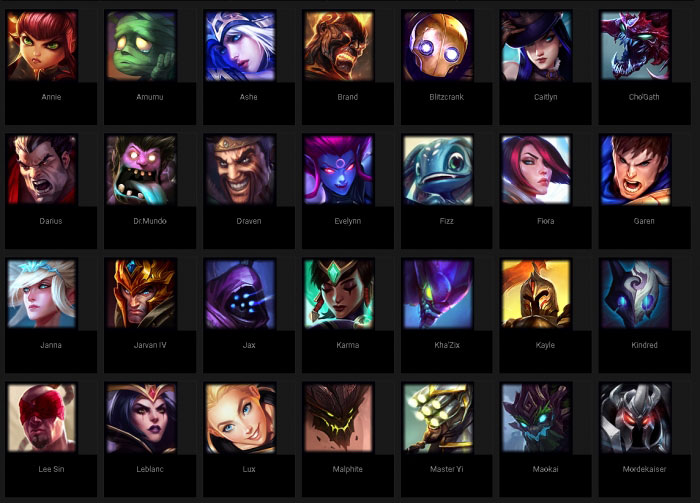 Annie
Amumu
Ashe
Brand
Blitzcrank
Caitlyn
Cho'Gath
Darius
Dr.Mundo
Draven
Evelynn
Fizz
Fiora
Garen
Janna
Jarvan IV
Jax
Karma
Kha'Zix
Kayle
Kindred
Lee Sin
Leblanc
Lux
Malphite
Master Yi
Maokai
Mordekaiser